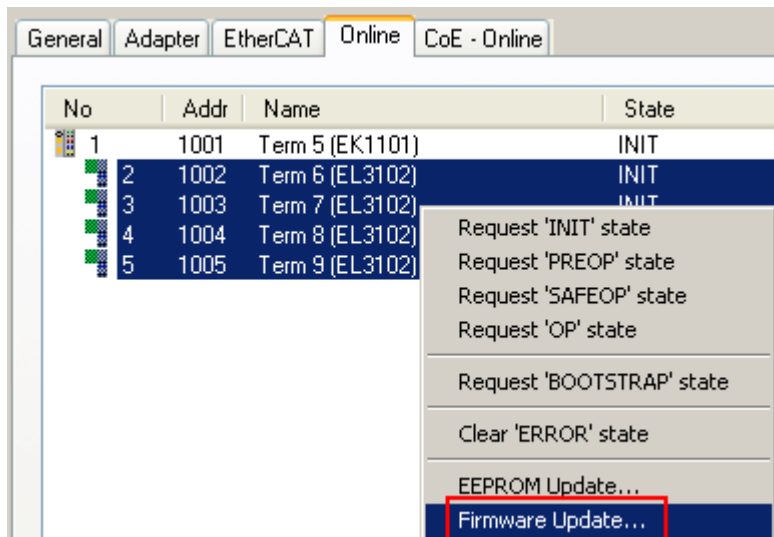 General Adapter EtherCAT Online CoE - Online
No Addr Name State
1 1001 Term 5 (EK1101) INIT
2 1002 Term 6 (EL3102) INIT
3 1003 Term 7 (EL3102) INIT
4 1004 Term 8 (EL3102)
5 1005 Term 9 (EL3102)
Request 'INIT' state
Request 'PREOP' state
Request 'SAFEOP' state
Request 'OP' state
Request 'BOOTSTRAP' state
Clear 'ERROR' state
EEPROM Update...
Firmware Update...